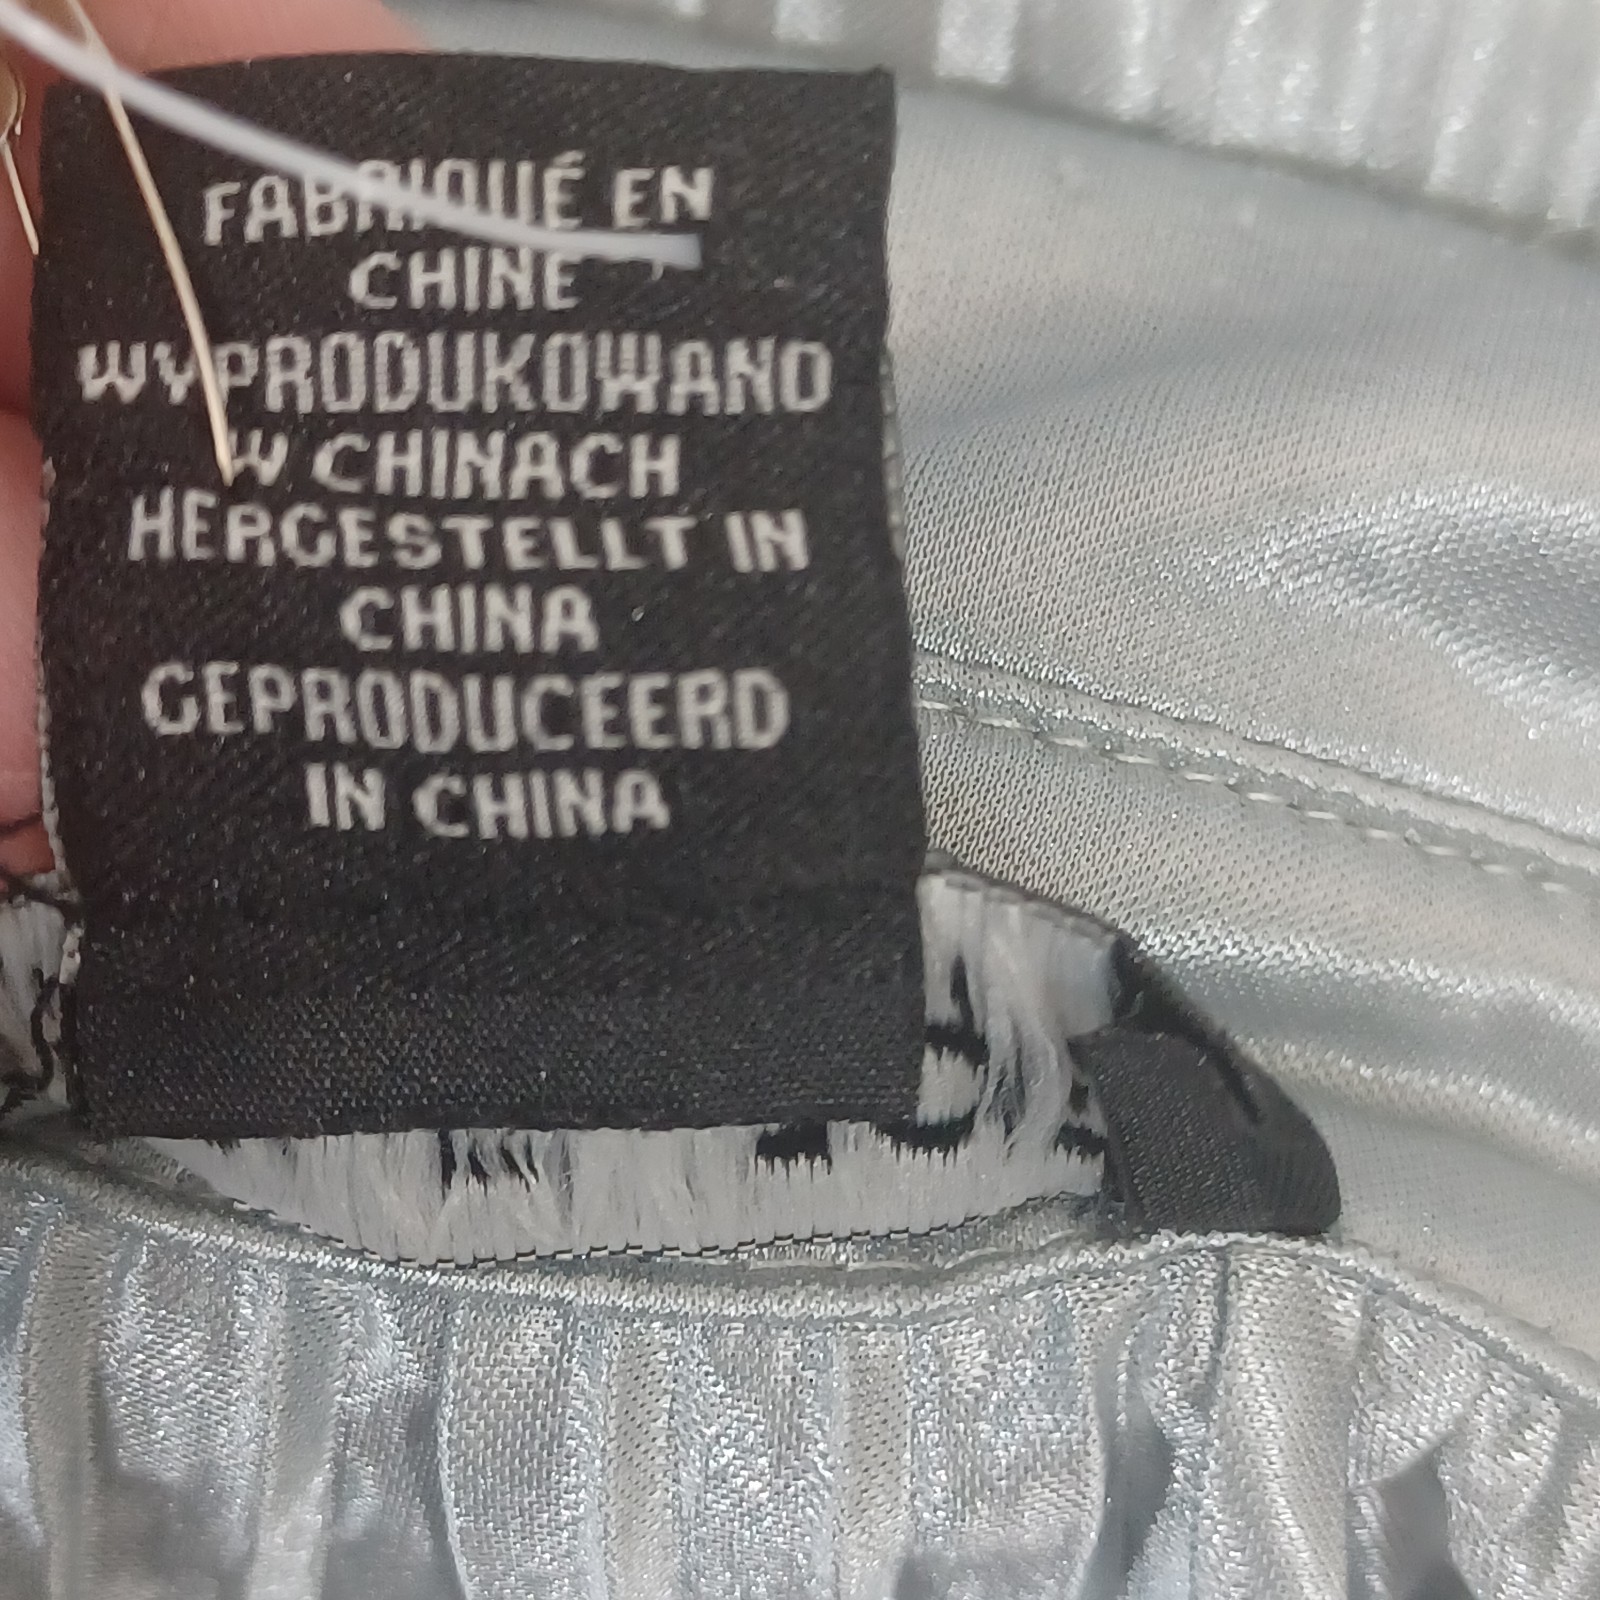 FABRIQUÉ EN
CHINE
WYPRODUKOWANO
W CHINACH
HERGESTELLT IN
CHINA
GEPRODUCEERD
IN CHINA